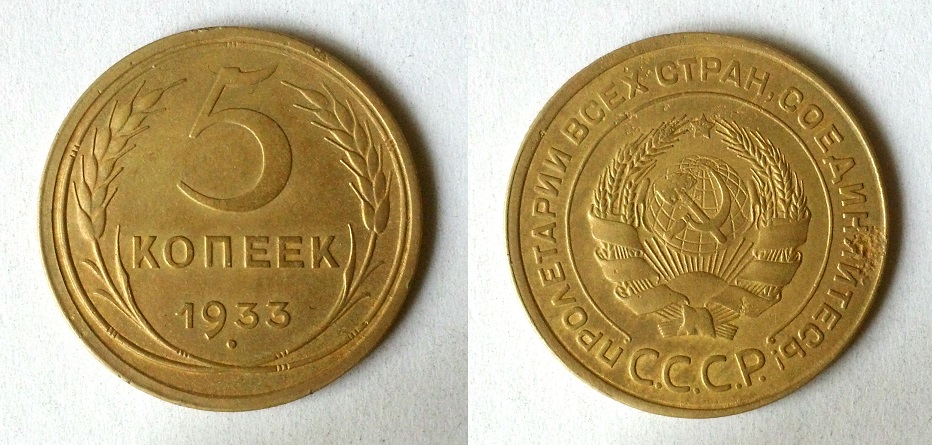 5
КОПЕЕК
1933
ПРОЛЕТАРИИ ВСЕХ СТРАН, СОЕДИНЯЙТЕСЬ!
С.С.С.Р.